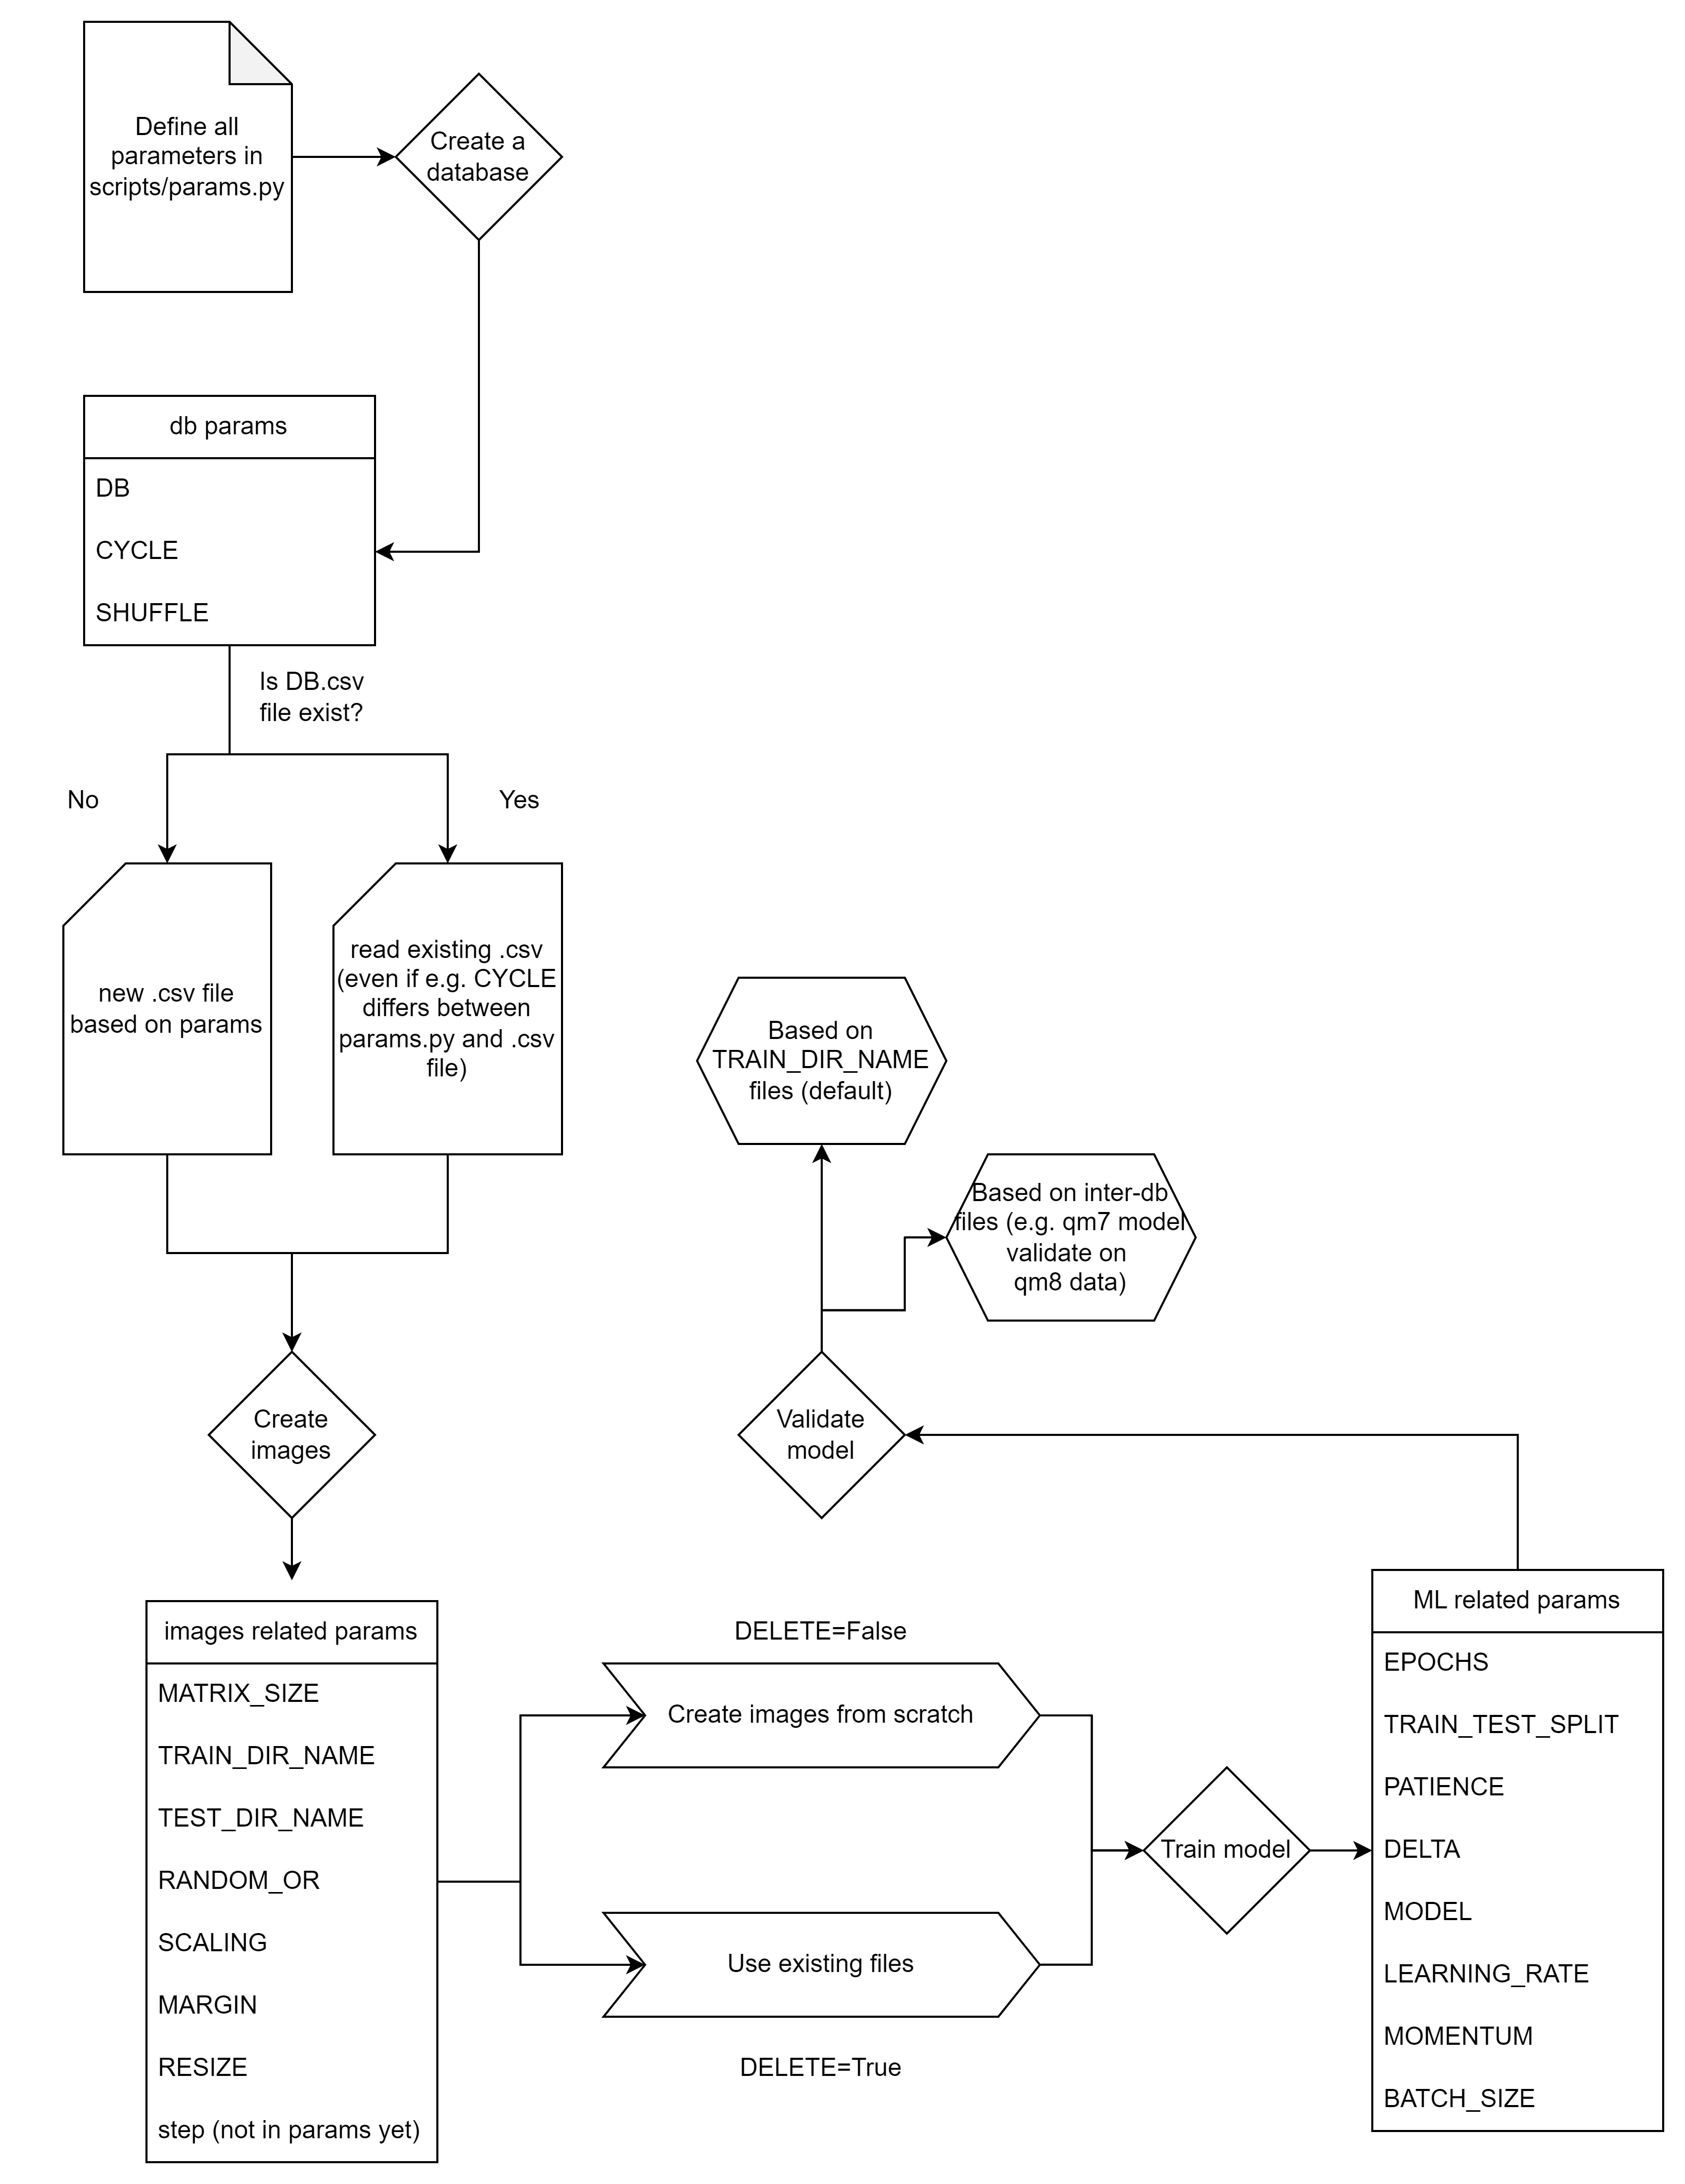 Define all
parameters in
scripts/params.py
Create a
database
db params
DB
CYCLE
SHUFFLE
Is DB.csv
file exist?
No
Yes
new .csv file
based on params
read existing .csv
(even if e.g. CYCLE
differs between
params.py and .csv
file)
Based on
TRAIN_DIR_NAME
files (default)
Based on inter-db
files (e.g. qm7 model
validate on
qm8 data)
Create
images
Validate
model
images related params
MATRIX_SIZE
TRAIN_DIR_NAME
TEST_DIR_NAME
RANDOM_OR
SCALING
MARGIN
RESIZE
step (not in params yet)
DELETE=False
Create images from scratch
Use existing files
DELETE=True
Train model
ML related params
EPOCHS
TRAIN_TEST_SPLIT
PATIENCE
DELTA
MODEL
LEARNING_RATE
MOMENTUM
BATCH_SIZE